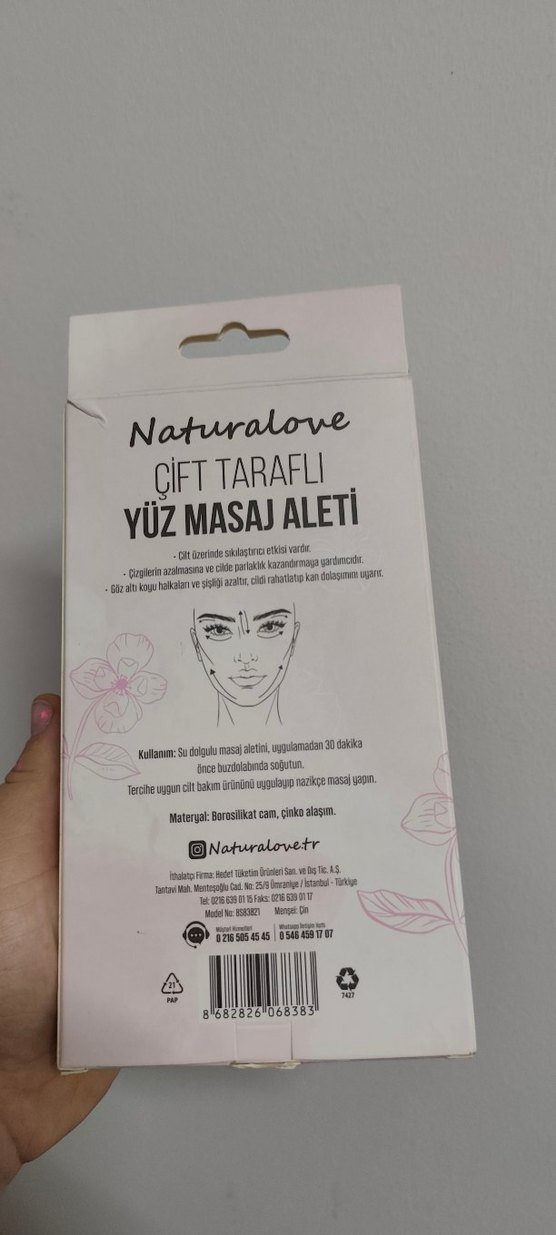 Naturalove
ÇİFT TARAFLI
YÜZ MASAJ ALETİ
• Cilt üzerinde sıkılaştırıcı etkisi vardır.
• Çizgilerin azalmasına ve cilde parlaklık kazandırmaya yardımcıdır.
• Göz altı koyu halkaları ve şişliği azaltır, cildi rahatlatıp kan dolaşımını uyarır.
Kullanım: Su dolgulu masaj aletini, uygulamadan 30 dakika
önce buzdolabında soğutun.
Tercihe uygun cilt bakım ürününü uygulayıp nazikçe masaj yapın.
Materyal: Borosilikat cam, çinko alaşım.
Naturalove.tr
İthalatçı Firma: Hedef Tüketim Ürünleri San. ve Dış Tic. A.Ş.
Tantavi Mah. Menteşoğlu Cad. No: 25/9 Ümraniye / İstanbul - Türkiye
Tel: 0216 639 01 15 Faks: 0216 639 01 17
Model No: BS83821 Menşei: Çin
Müşteri Hizmetleri Whatsapp İletişim Hattı
0 216 505 45 45 0 546 459 17 07
21
PAP
7427
8 682826 068383